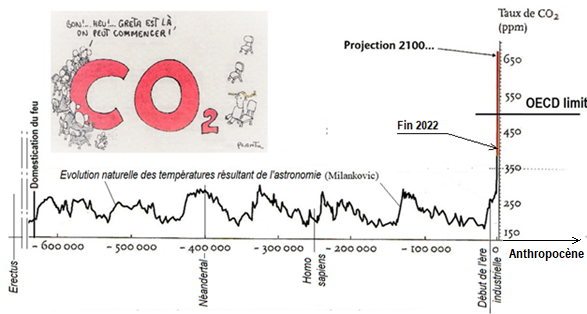 BON!... HEU!... GRETA EST LÀ,
ON PEUT COMMENCER!
CO2
PLANTU
Taux de CO2
(ppm)
Projection 2100...
650
550
OECD limit
Fin 2022
450
350
250
150
Domestication du feu
Evolution naturelle des températures résultant de l'astronomie (Milankovic)
- 600 000
- 500 000
- 400 000
- 300 000
- 200 000
- 100 000
0
Anthropocène
Erectus
Néandertal
Homo
sapiens
Début de l'ère
industrielle